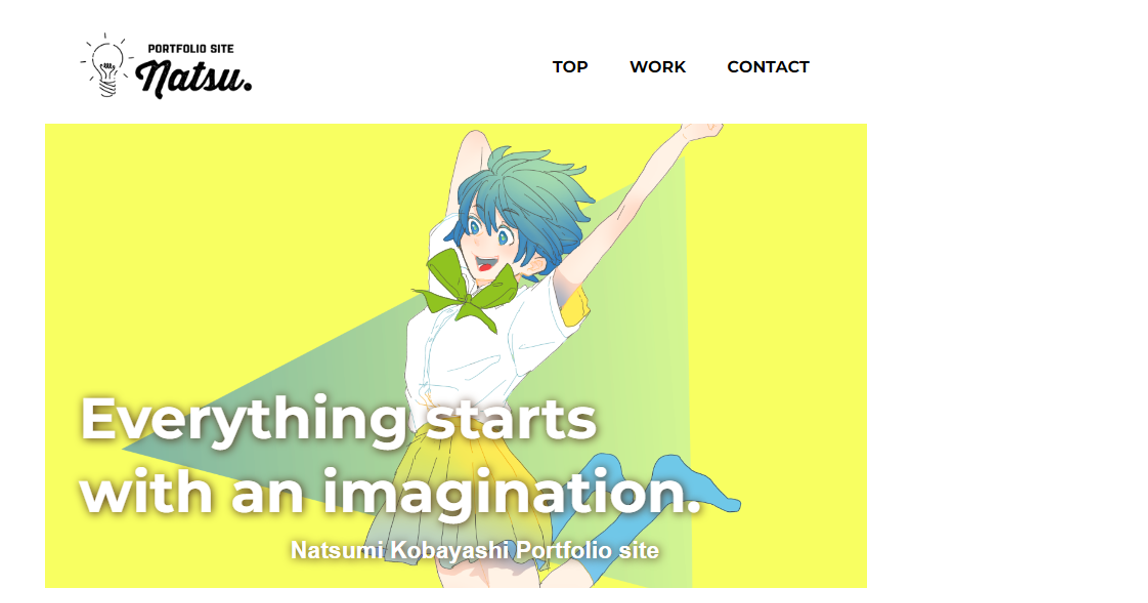 PORTFOLIO SITE
Natsu.
TOP WORK CONTACT
Everything starts
with an imagination.
Natsumi Kobayashi Portfolio site